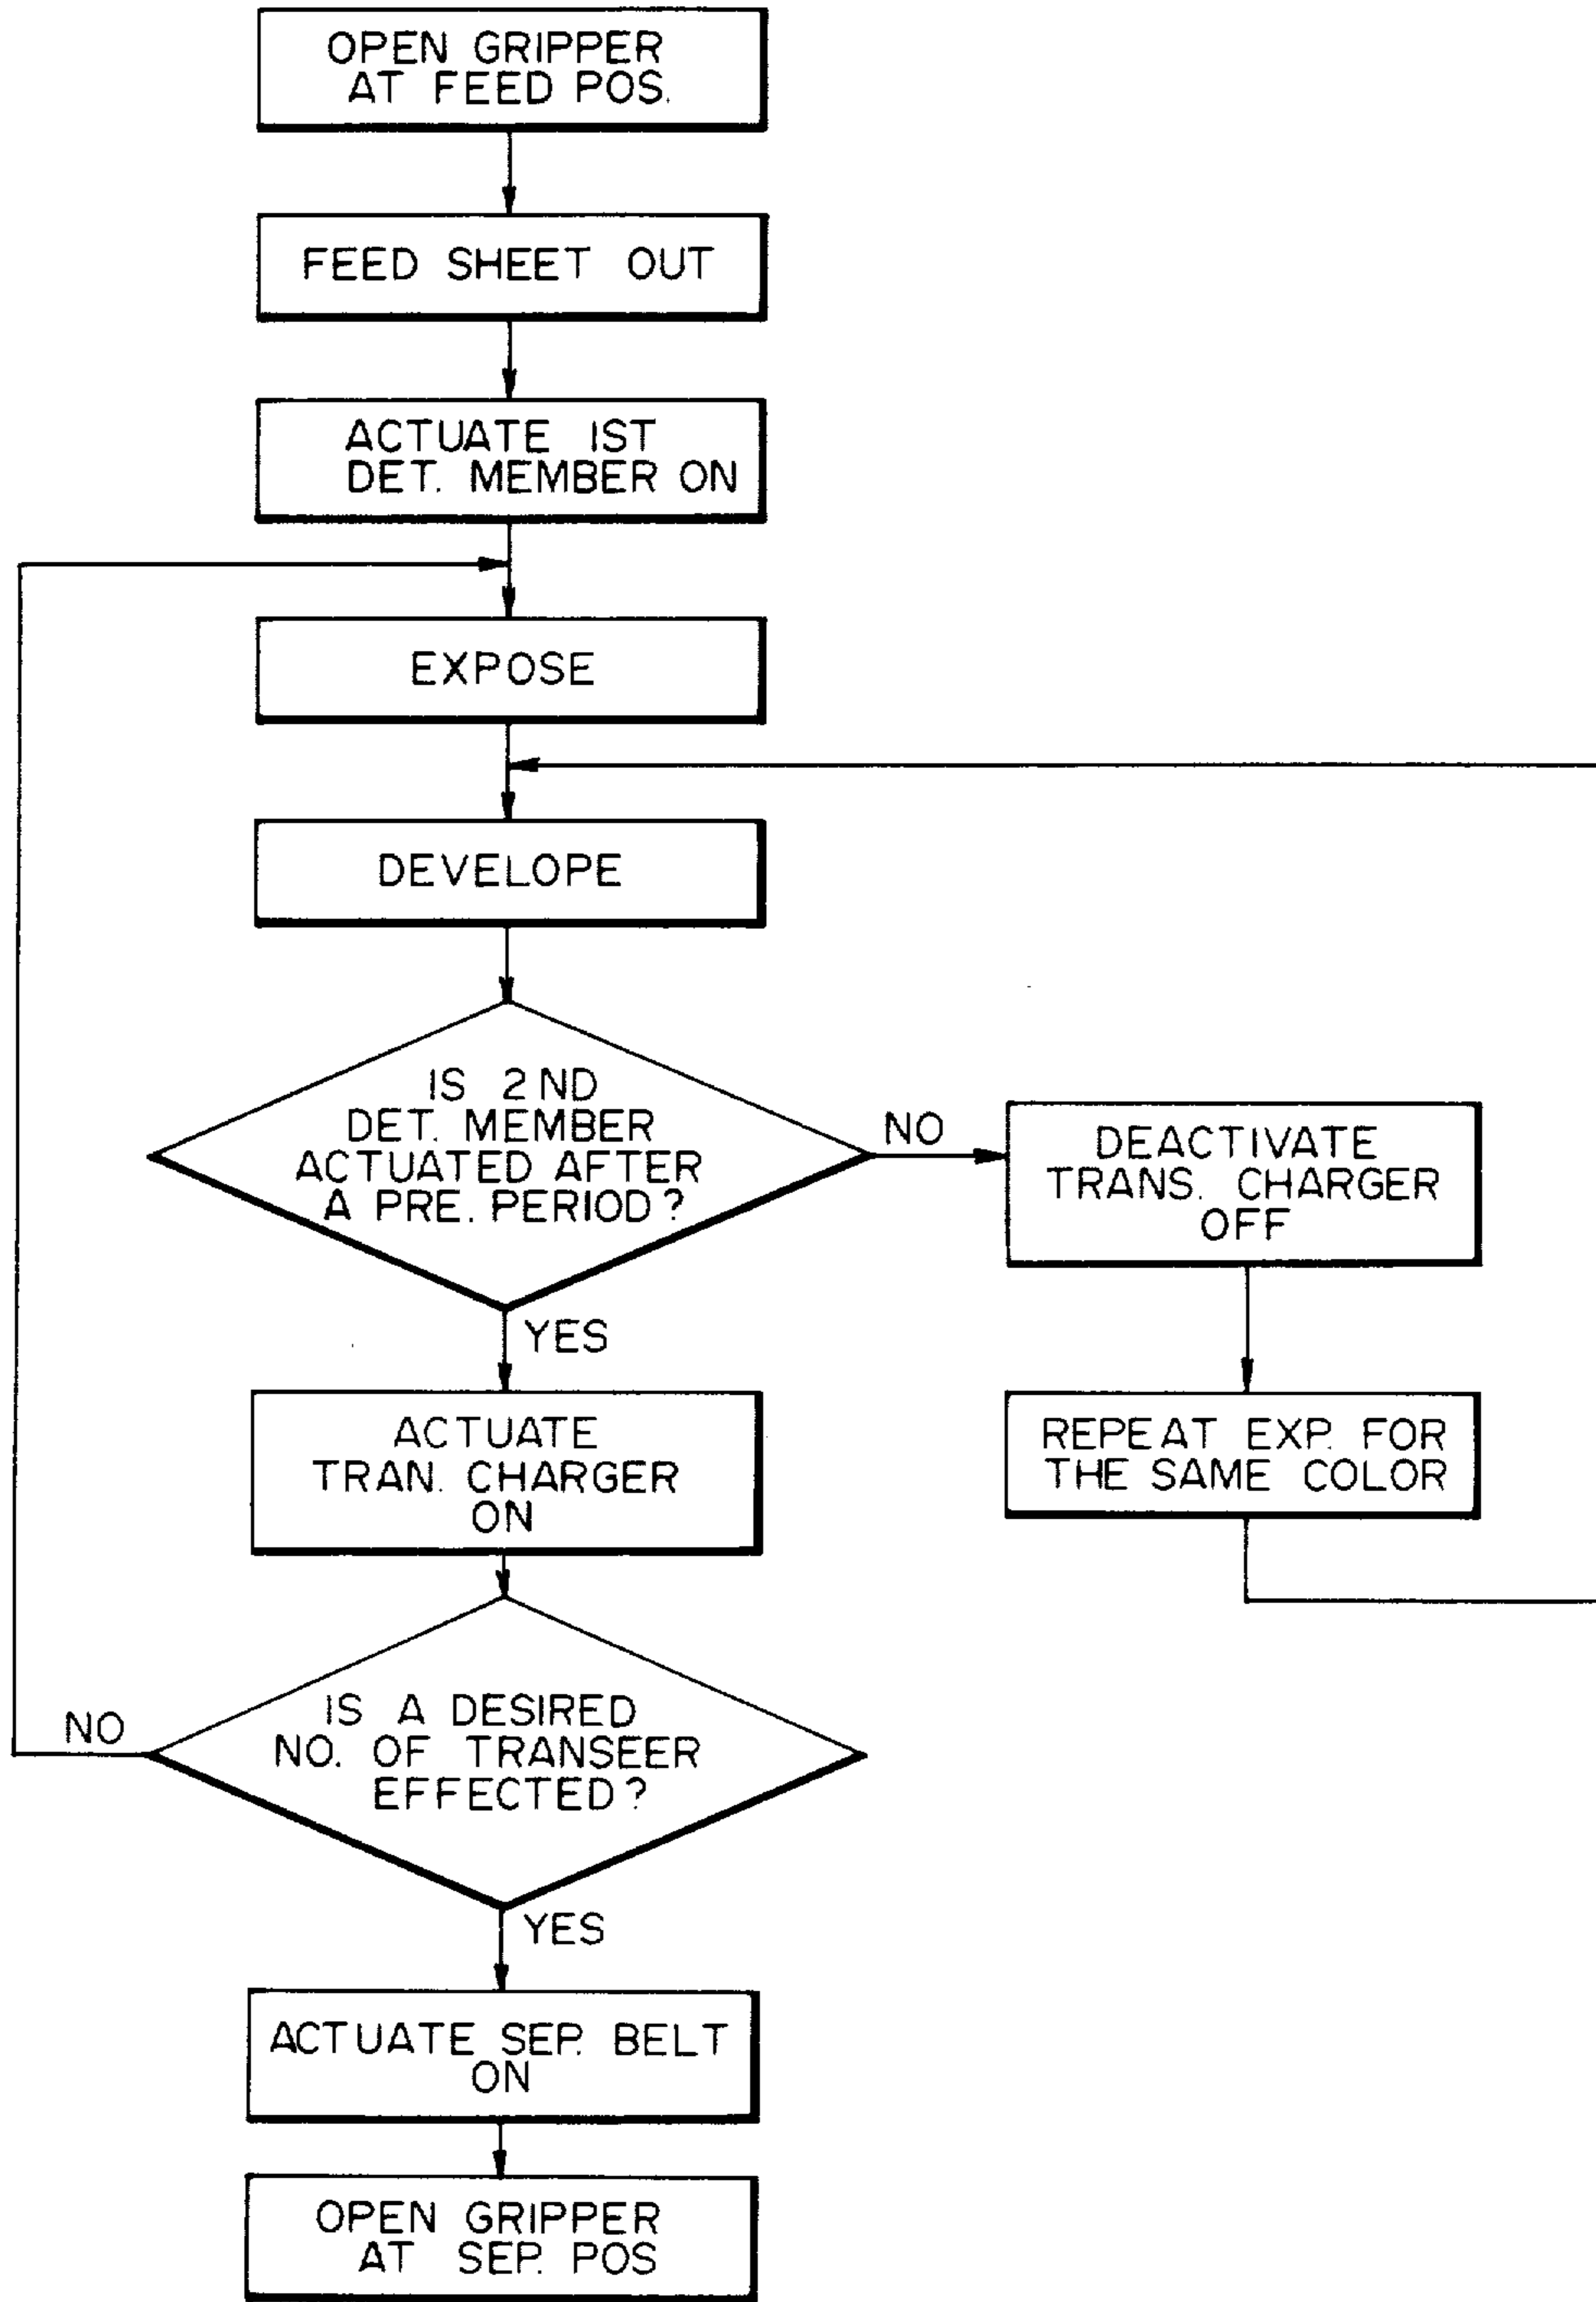 OPEN GRIPPER
AT FEED POS.
FEED SHEET OUT
ACTUATE 1ST
DET. MEMBER ON
EXPOSE
DEVELOPE
IS 2ND
DET. MEMBER
ACTUATED AFTER
A PRE. PERIOD?
NO
DEACTIVATE
TRANS. CHARGER
OFF
YES
ACTUATE
TRAN. CHARGER
ON
REPEAT EXP. FOR
THE SAME COLOR
IS A DESIRED
NO. OF TRANSEER
EFFECTED?
NO
YES
ACTUATE SEP. BELT
ON
OPEN GRIPPER
AT SEP. POS